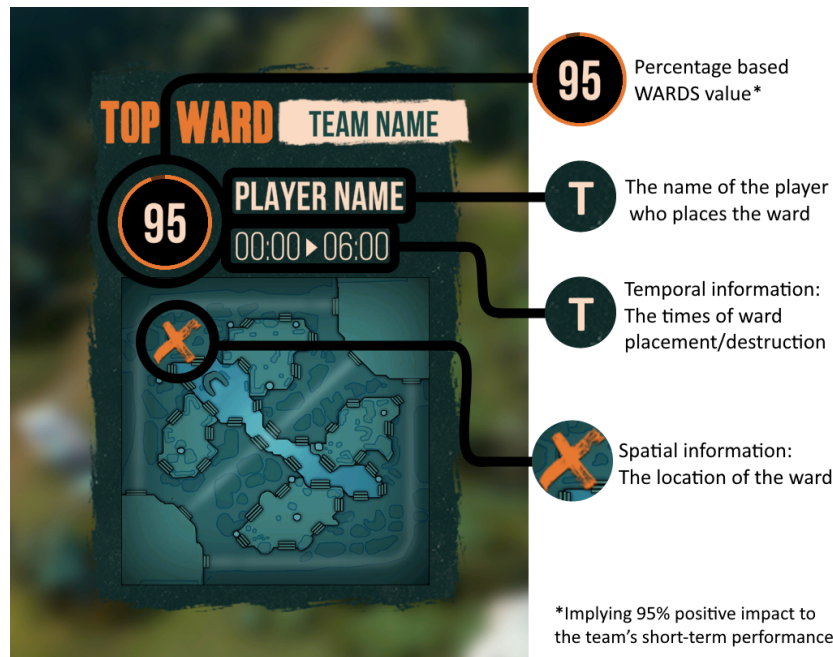 TOP WARD TEAM NAME
95
PLAYER NAME
00:00 ▸ 06:00
95
Percentage based
WARDS value*
T
The name of the player
who places the ward
T
Temporal information:
The times of ward
placement/destruction
Spatial information:
The location of the ward
*Implying 95% positive impact to
the team's short-term performance